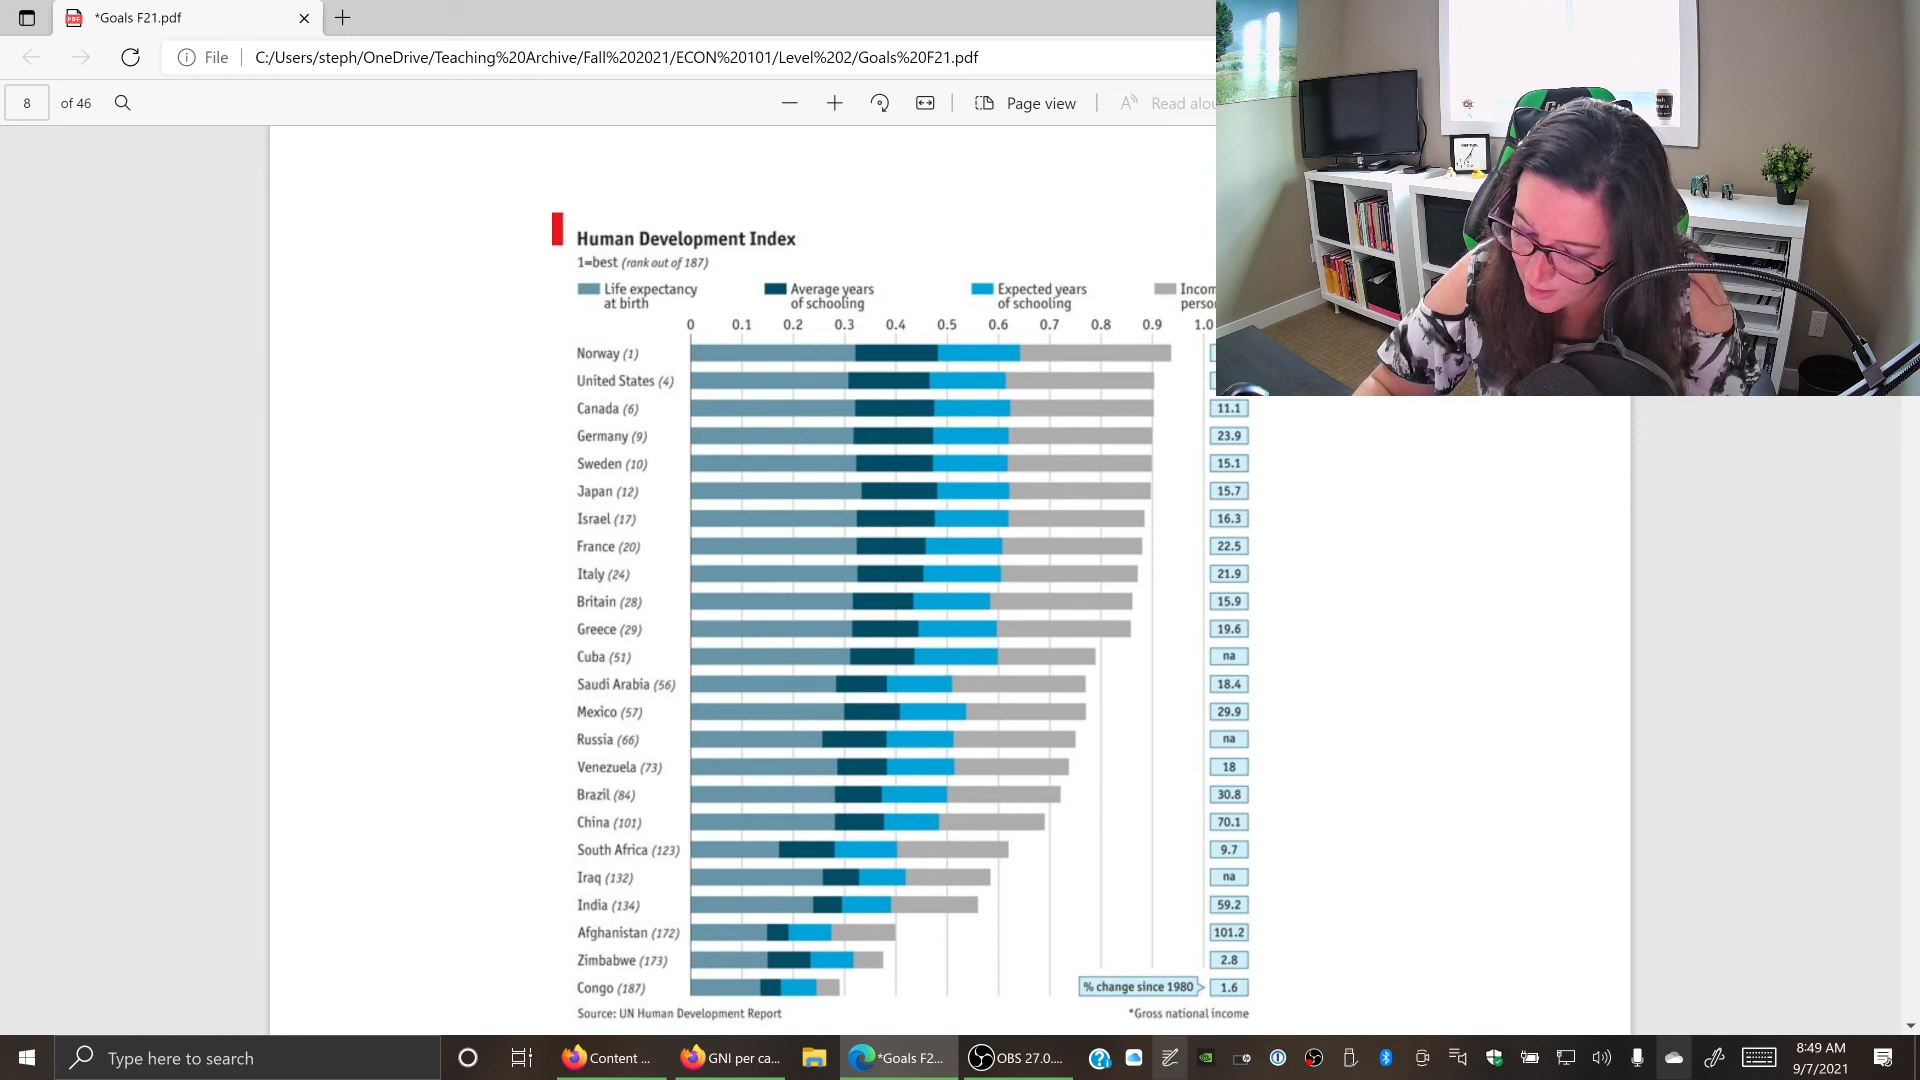 *Goals F21.pdf
File
C:/Users/steph/OneDrive/Teaching%20Archive/Fall%202021/ECON%20101/Level%202/Goals%20F21.pdf
8 of 46
Page view
Read alou
Human Development Index
1=best (rank out of 187)
Life expectancy at birth
Average years of schooling
Expected years of schooling
Incom
perso
0 0.1 0.2 0.3 0.4 0.5 0.6 0.7 0.8 0.9 1.0
Norway (1)
United States (4)
Canada (6) 11.1
Germany (9) 23.9
Sweden (10) 15.1
Japan (12) 15.7
Israel (17) 16.3
France (20) 22.5
Italy (24) 21.9
Britain (28) 15.9
Greece (29) 19.6
Cuba (51) na
Saudi Arabia (56) 18.4
Mexico (57) 29.9
Russia (66) na
Venezuela (73) 18
Brazil (84) 30.8
China (101) 70.1
South Africa (123) 9.7
Iraq (132) na
India (134) 59.2
Afghanistan (172) 101.2
Zimbabwe (173) 2.8
Congo (187) % change since 1980 1.6
Source: UN Human Development Report *Gross national income
Type here to search
Content ...
GNI per ca...
*Goals F2...
OBS 27.0....
8:49 AM
9/7/2021